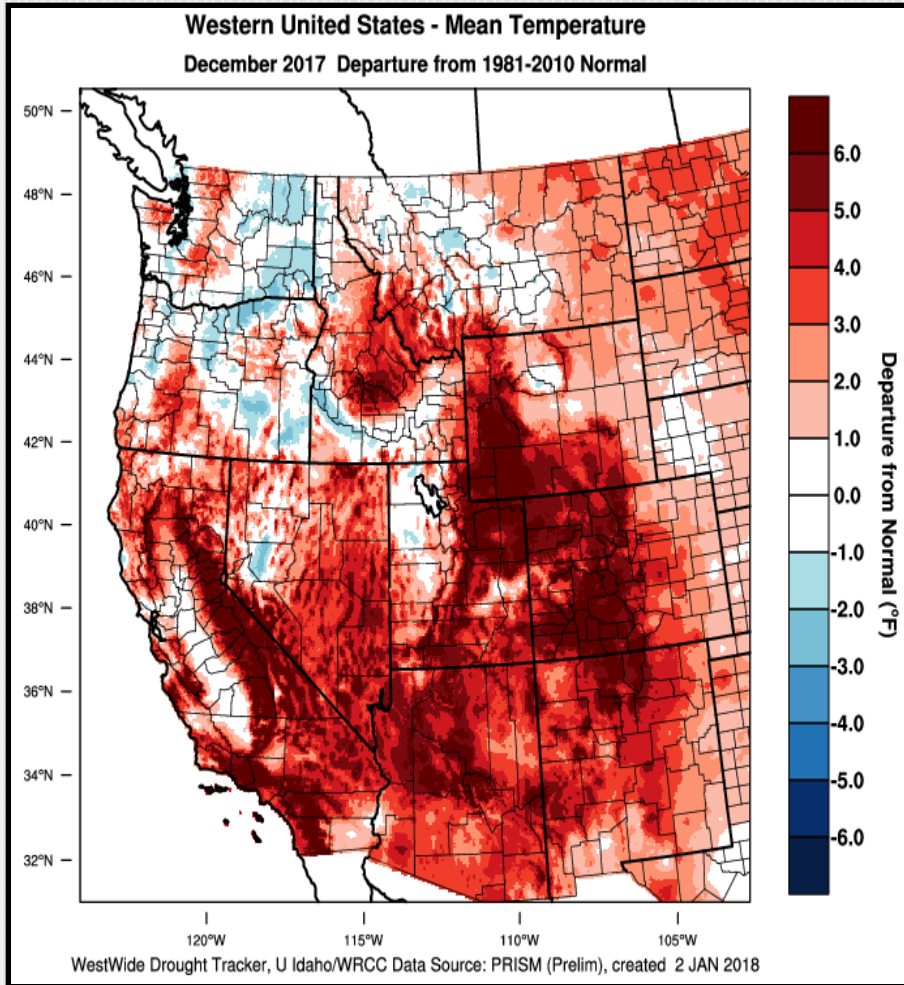 Western United States - Mean Temperature
December 2017 Departure from 1981-2010 Normal
50°N
48°N
46°N
44°N
42°N
40°N
38°N
36°N
34°N
32°N
120°W
115°W
110°W
105°W
6.0
5.0
4.0
3.0
2.0
1.0
0.0
-1.0
-2.0
-3.0
-4.0
-5.0
-6.0
Departure from Normal (°F)
WestWide Drought Tracker, U Idaho/WRCC Data Source: PRISM (Prelim), created 2 JAN 2018